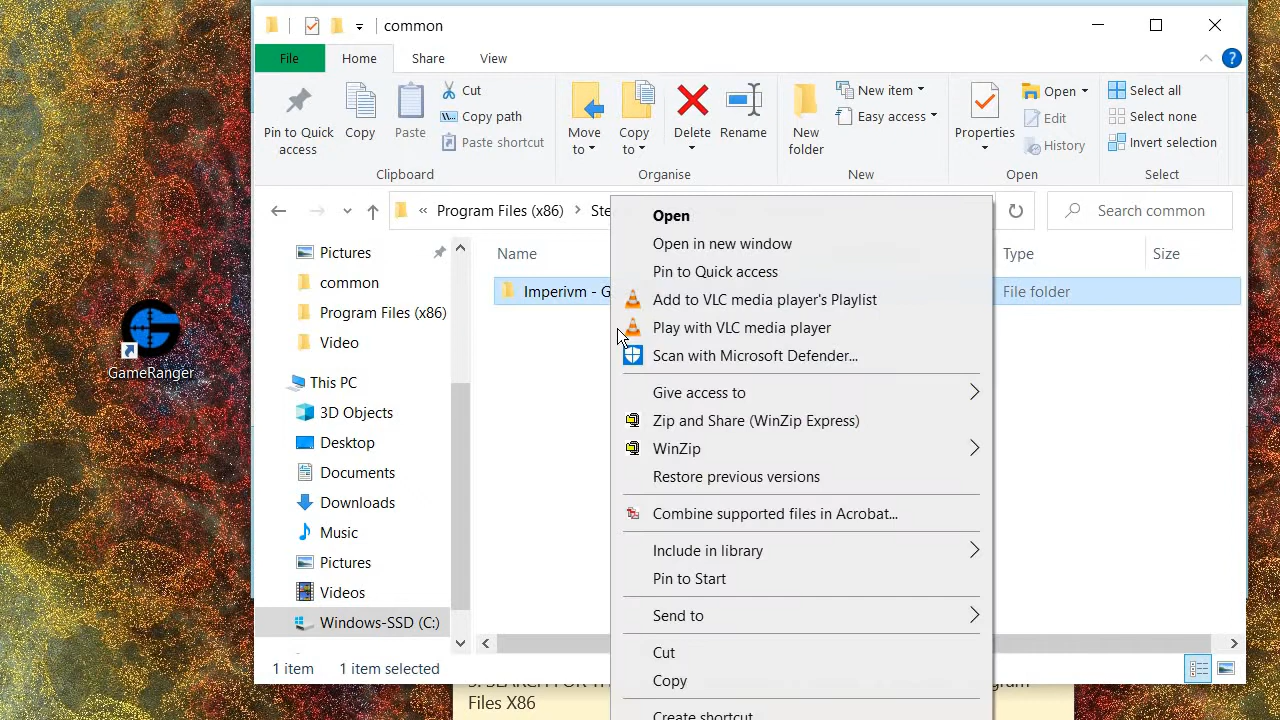 common
File
Home
Share
View
Pin to Quick access
Copy
Paste
Cut
Copy path
Paste shortcut
Clipboard
Move to
Copy to
Delete
Rename
Organise
New folder
New item
Easy access
New
Properties
Open
Edit
History
Open
Select all
Select none
Invert selection
Select
« Program Files (x86) > Ste
Search common
Pictures
common
Program Files (x86)
Video
This PC
3D Objects
Desktop
Documents
Downloads
Music
Pictures
Videos
Windows-SSD (C:)
Name
Type
Size
Imperivm - G
File folder
Open
Open in new window
Pin to Quick access
Add to VLC media player's Playlist
Play with VLC media player
Scan with Microsoft Defender...
Give access to
Zip and Share (WinZip Express)
WinZip
Restore previous versions
Combine supported files in Acrobat...
Include in library
Pin to Start
Send to
Cut
Copy
Create shortcut
1 item
1 item selected
GameRanger
Files X86